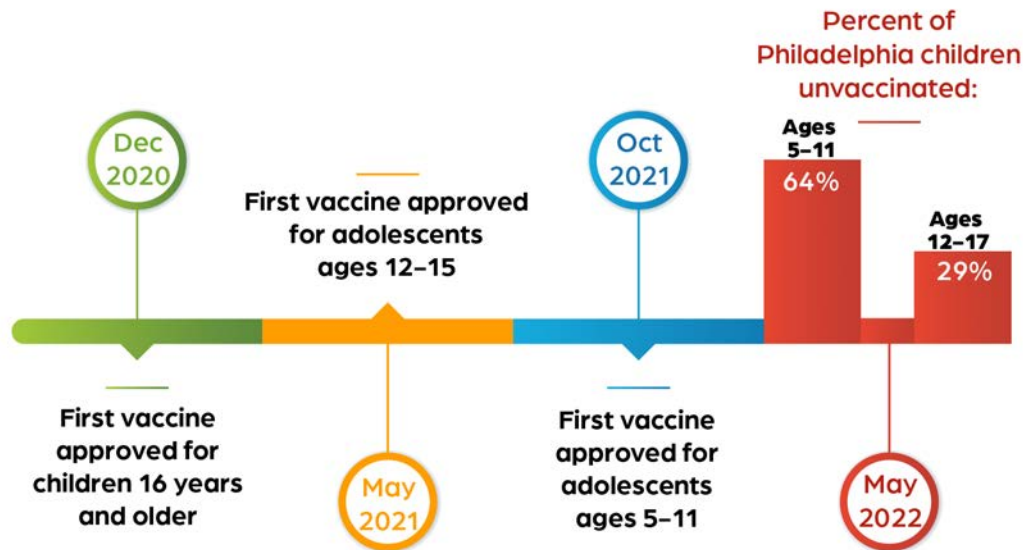 Dec
2020
First vaccine
approved for
children 16 years
and older
First vaccine approved
for adolescents
ages 12–15
May
2021
Oct
2021
First vaccine
approved for
adolescents
ages 5–11
Percent of
Philadelphia children
unvaccinated:
Ages
5–11
64%
Ages
12–17
29%
May
2022